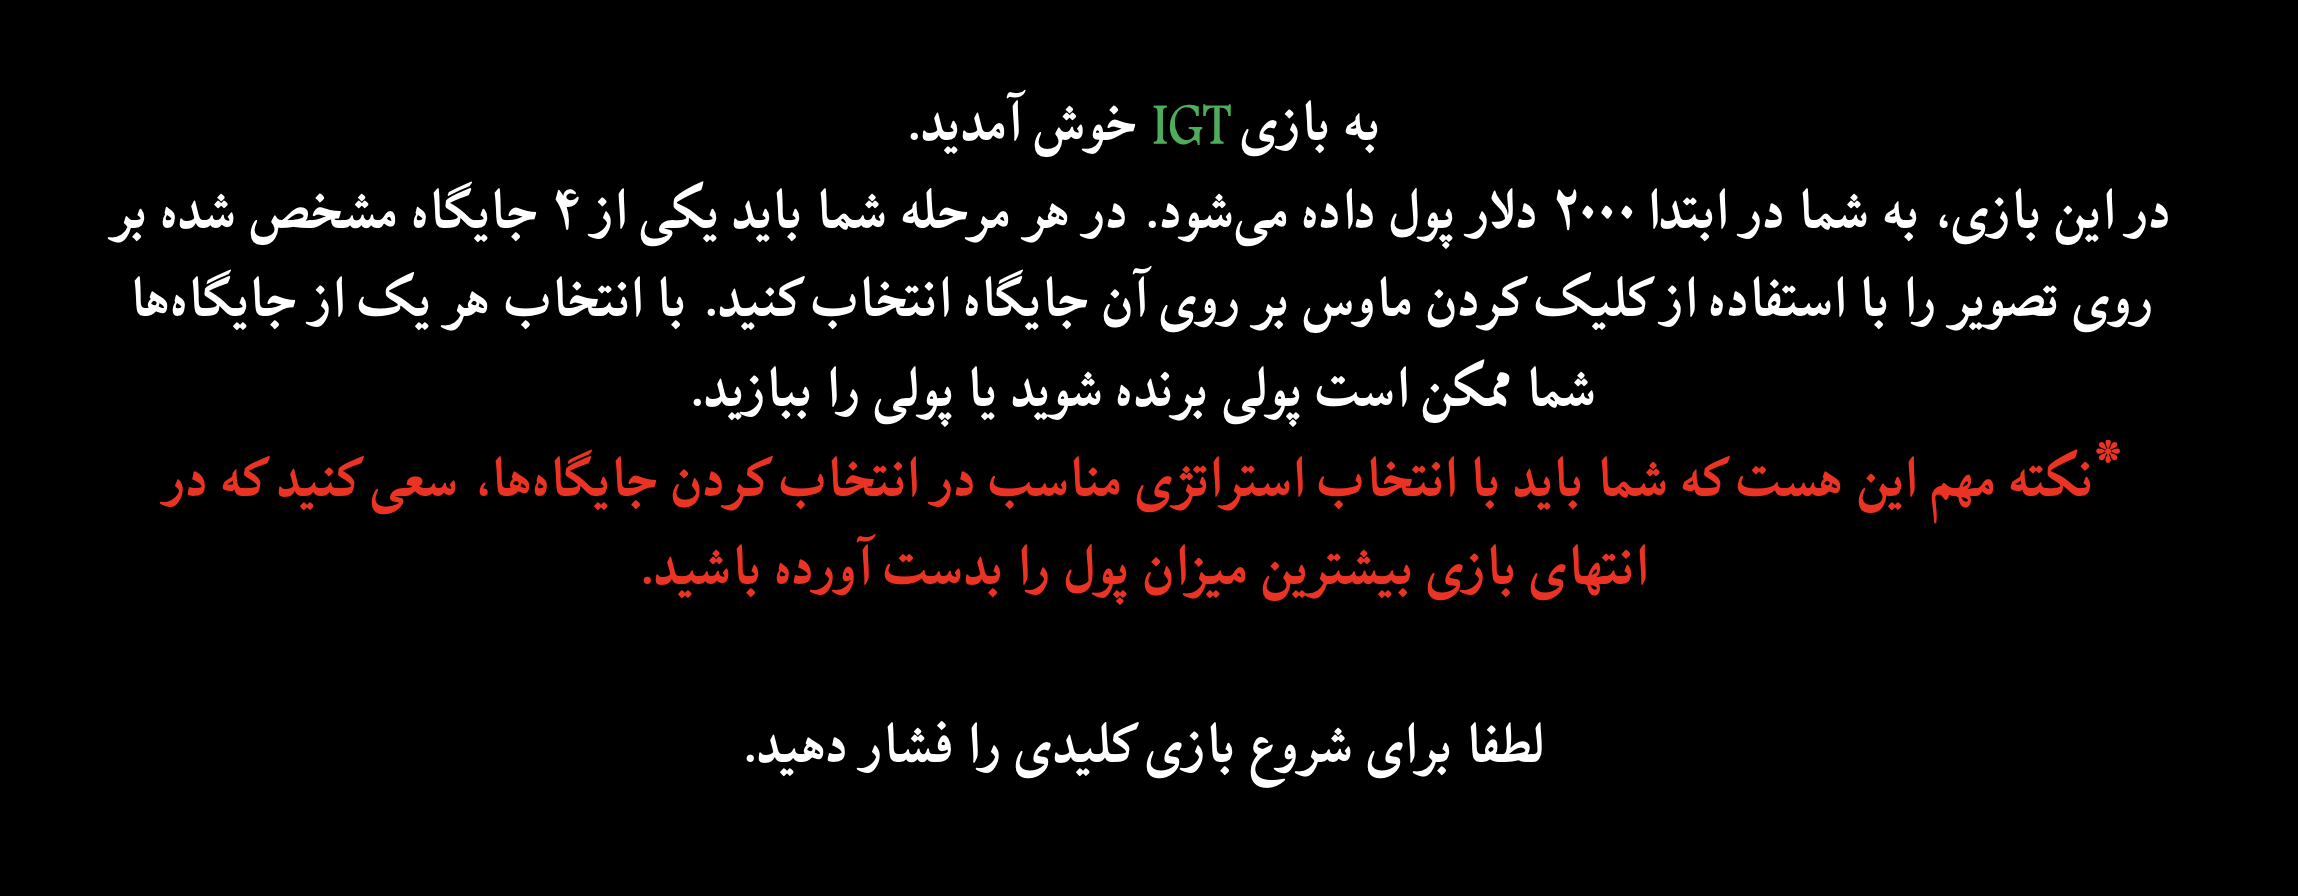 به بازی IGT خوش آمدید.
در این بازی، به شما در ابتدا ۲۰۰۰ دلار پول داده می‌شود. در هر مرحله شما باید یکی از ۴ جایگاه مشخص شده بر
روی تصویر را با استفاده از کلیک کردن ماوس بر روی آن جایگاه انتخاب کنید. با انتخاب هر یک از جایگاه‌ها
شما ممکن است پولی برنده شوید یا پولی را ببازید.
*نکته مهم این هست که شما باید با انتخاب استراتژی مناسب در انتخاب کردن جایگاه‌ها، سعی کنید که در
انتهای بازی بیشترین میزان پول را بدست آورده باشید.
لطفا برای شروع بازی کلیدی را فشار دهید.